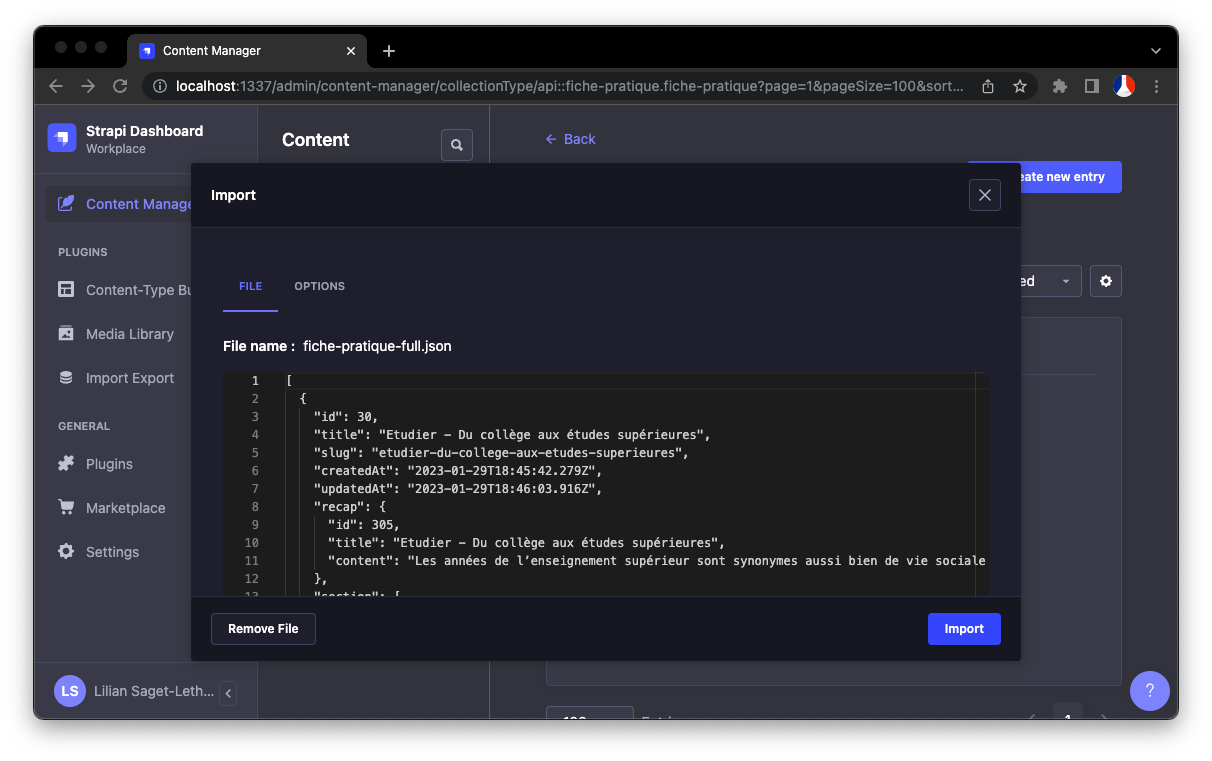 Content Manager
localhost:1337/admin/content-manager/collectionType/api::fiche-pratique.fiche-pratique?page=1&pageSize=100&sort...
Strapi Dashboard
Workplace
Content
Back
Import
eate new entry
Content Manage
PLUGINS
Content-Type Bu
Media Library
Import Export
GENERAL
Plugins
Marketplace
Settings
FILE OPTIONS
ed
File name : fiche-pratique-full.json
1 [
2 {
3 "id": 30,
4 "title": "Etudier – Du collège aux études supérieures",
5 "slug": "etudier-du-college-aux-etudes-superieures",
6 "createdAt": "2023-01-29T18:45:42.279Z",
7 "updatedAt": "2023-01-29T18:46:03.916Z",
8 "recap": {
9 "id": 305,
10 "title": "Etudier – Du collège aux études supérieures",
11 "content": "Les années de l’enseignement supérieur sont synonymes aussi bien de vie sociale
12 },
13 "section": [
Remove File
Import
LS Lilian Saget-Leth...
?
100
Entri
1